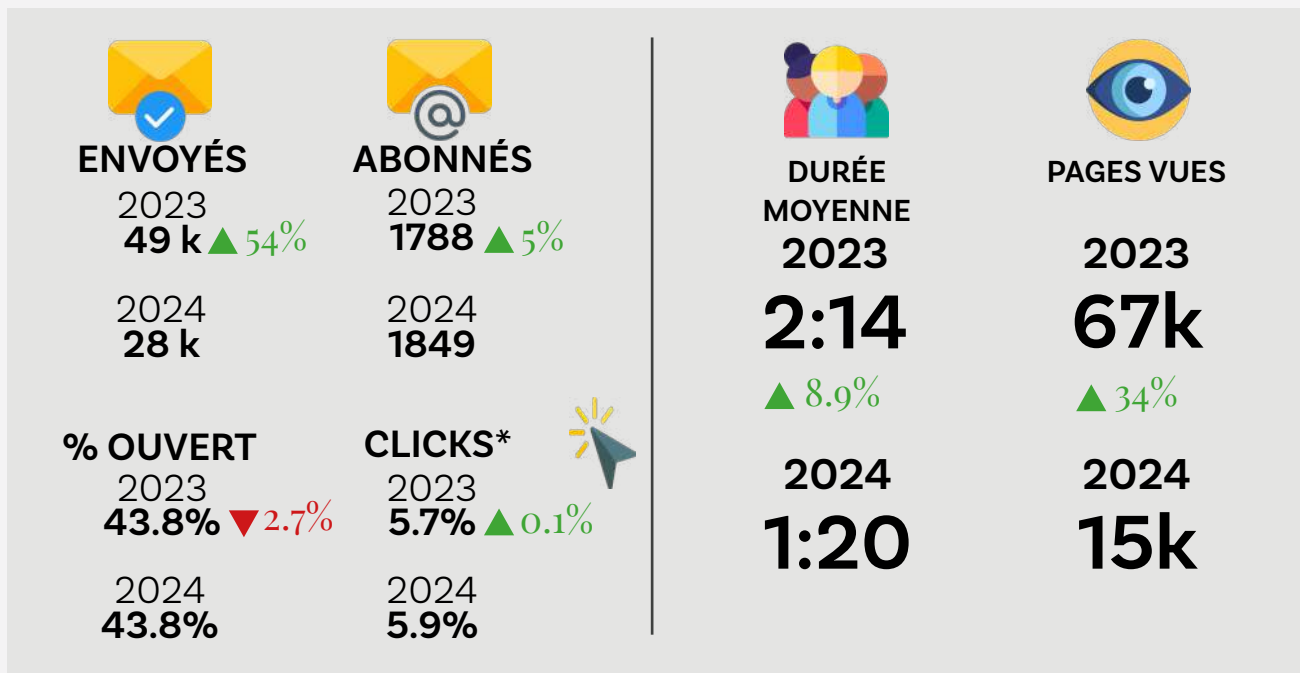 ENVOYÉS
2023
49 k ▲ 54%
2024
28 k
ABONNÉS
2023
1788 ▲ 5%
2024
1849
% OUVERT
2023
43.8% ▼ 2.7%
2024
43.8%
CLICKS*
2023
5.7% ▲ 0.1%
2024
5.9%
DURÉE
MOYENNE
2023
2:14
▲ 8.9%
2024
1:20
PAGES VUES
2023
67k
▲ 34%
2024
15k